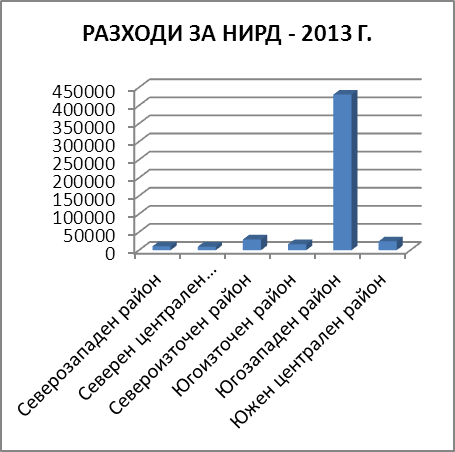 РАЗХОДИ ЗА НИРД - 2013 Г.
450000
400000
350000
300000
250000
200000
150000
100000
50000
0
Северозападен район
Северен централен...
Североизточен район
Югоизточен район
Югозападен район
Южен централен район